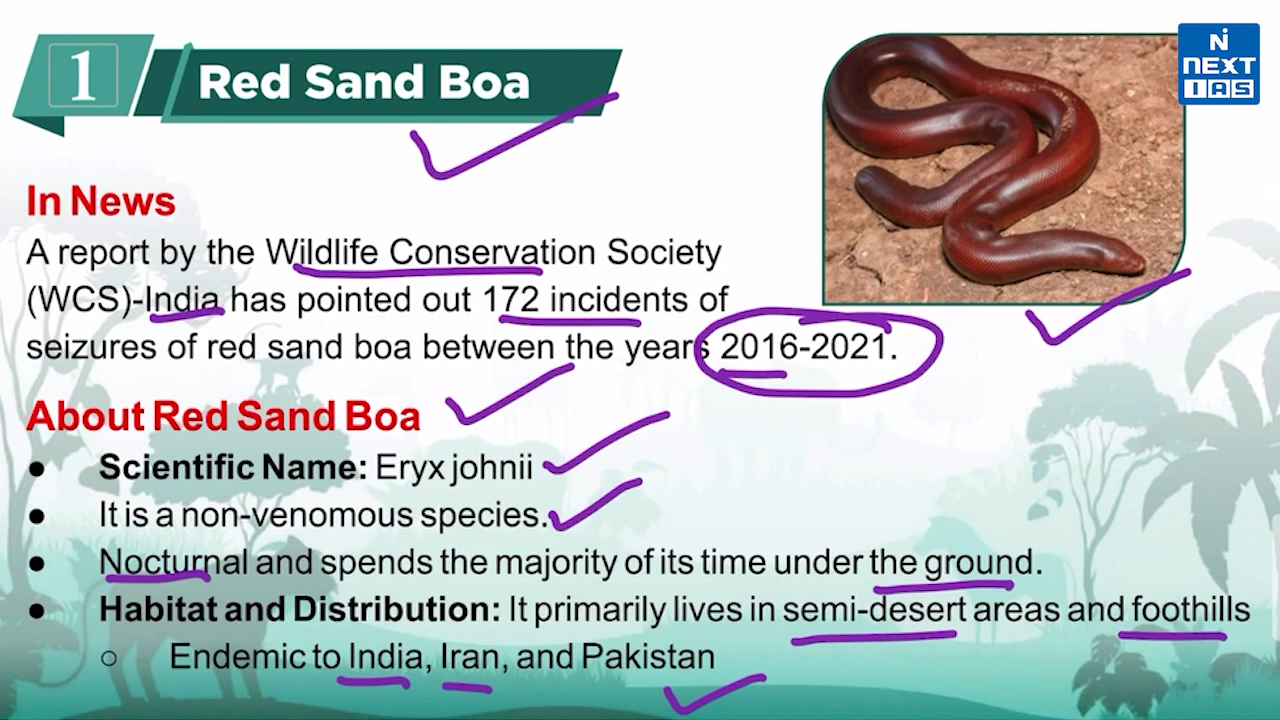 1
Red Sand Boa
NEXT
IAS
In News
A report by the Wildlife Conservation Society
(WCS)-India has pointed out 172 incidents of
seizures of red sand boa between the years 2016-2021.
About Red Sand Boa
● Scientific Name: Eryx johnii
● It is a non-venomous species.
● Nocturnal and spends the majority of its time under the ground.
● Habitat and Distribution: It primarily lives in semi-desert areas and foothills
○ Endemic to India, Iran, and Pakistan